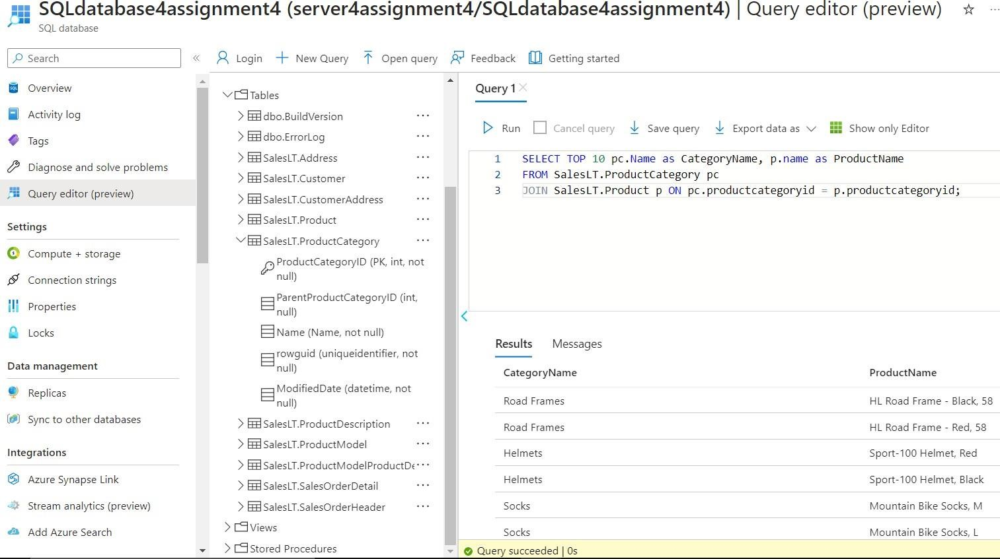 SQLdatabase4assignment4 (server4assignment4/SQLdatabase4assignment4) | Query editor (preview)
SQL database
Search
Login
New Query
Open query
Feedback
Getting started
Overview
Activity log
Tags
Diagnose and solve problems
Query editor (preview)
Settings
Compute + storage
Connection strings
Properties
Locks
Data management
Replicas
Sync to other databases
Integrations
Azure Synapse Link
Stream analytics (preview)
Add Azure Search
Tables
dbo.BuildVersion
dbo.ErrorLog
SalesLT.Address
SalesLT.Customer
SalesLT.CustomerAddress
SalesLT.Product
SalesLT.ProductCategory
ProductCategoryID (PK, int, not
null)
ParentProductCategoryID (int,
null)
Name (Name, not null)
rowguid (uniqueidentifier, not
null)
ModifiedDate (datetime, not
null)
SalesLT.ProductDescription
SalesLT.ProductModel
SalesLT.ProductModelProductDe
SalesLT.SalesOrderDetail
SalesLT.SalesOrderHeader
Views
Stored Procedures
Query 1
Run
Cancel query
Save query
Export data as
Show only Editor
1 SELECT TOP 10 pc.Name as CategoryName, p.name as ProductName
2 FROM SalesLT.ProductCategory pc
3 JOIN SalesLT.Product p ON pc.productcategoryid = p.productcategoryid;
Results Messages
CategoryName ProductName
Road Frames HL Road Frame - Black, 58
Road Frames HL Road Frame - Red, 58
Helmets Sport-100 Helmet, Red
Helmets Sport-100 Helmet, Black
Socks Mountain Bike Socks, M
Socks Mountain Bike Socks, L
Query succeeded | 0s